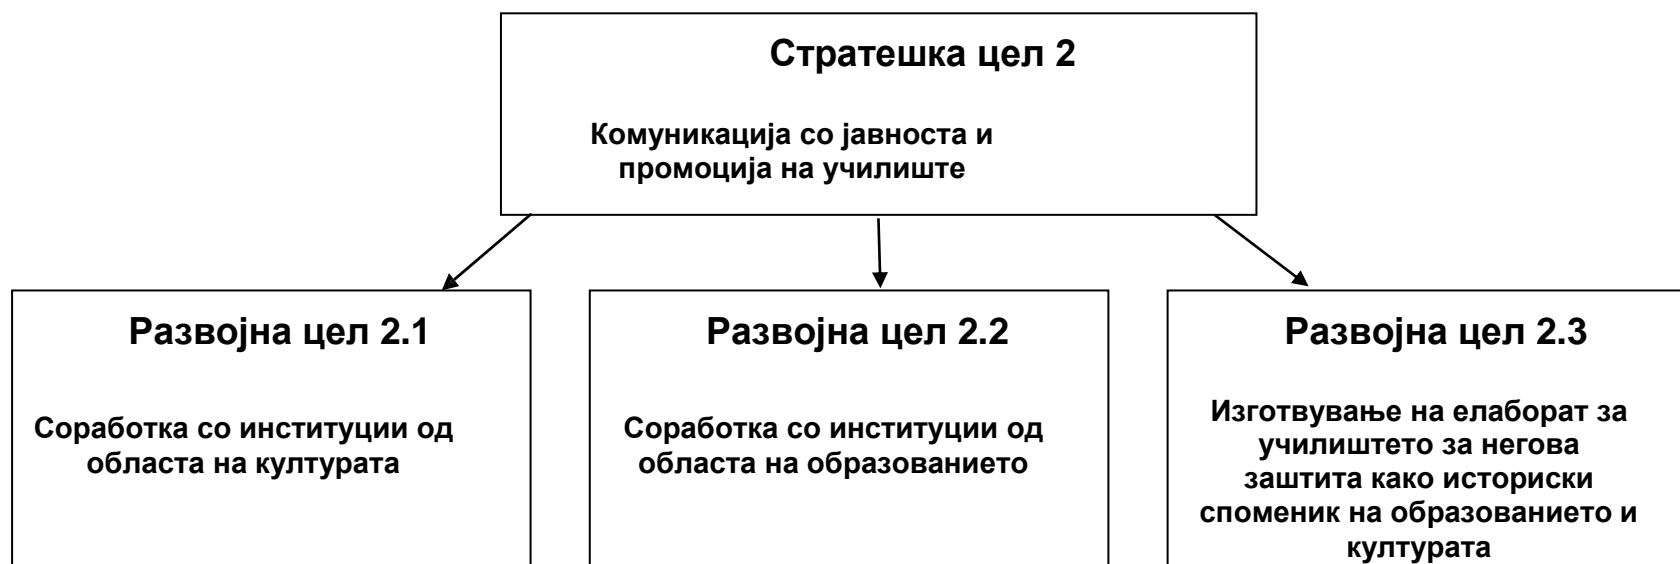 Стратешка цел 2
Комуникација со јавноста и
промоција на училиште
Развојна цел 2.1
Соработка со институции од
областа на културата
Развојна цел 2.2
Соработка со институции од
областа на образованието
Развојна цел 2.3
Изготвување на елаборат за
училиштето за негова
заштита како историски
споменик на образованието и
културата